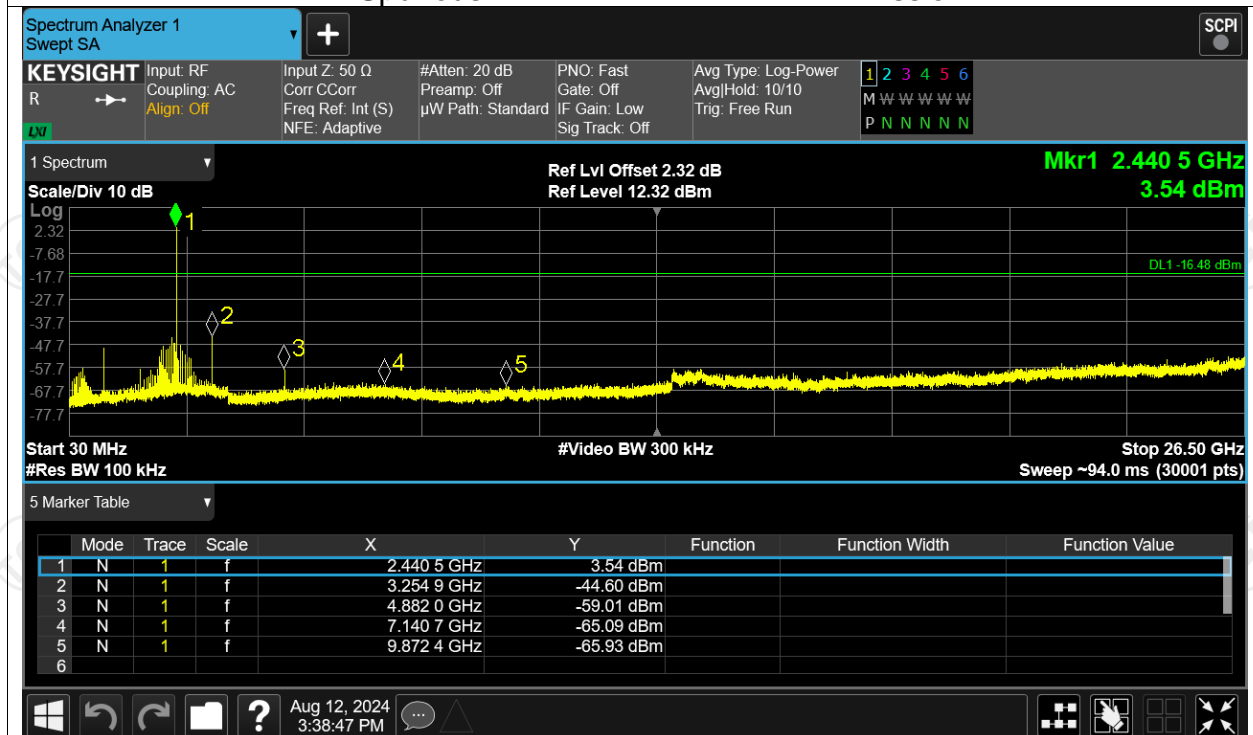 Spectrum Analyzer 1
Swept SA
+
SCPI
KEYSIGHT
R
LXI
Input: RF
Coupling: AC
Align: Off
Input Z: 50 Ω
Corr CCorr
Freq Ref: Int (S)
NFE: Adaptive
#Atten: 20 dB
Preamp: Off
µW Path: Standard
PNO: Fast
Gate: Off
IF Gain: Low
Sig Track: Off
Avg Type: Log-Power
Avg|Hold: 10/10
Trig: Free Run
1 2 3 4 5 6
M W W W W W
P N N N N N
1 Spectrum
Scale/Div 10 dB
Ref Lvl Offset 2.32 dB
Ref Level 12.32 dBm
Mkr1 2.440 5 GHz
3.54 dBm
Log
2.32
-7.68
-17.7
-27.7
-37.7
-47.7
-57.7
-67.7
-77.7
1
2
3
4
5
DL1 -16.48 dBm
Start 30 MHz
#Video BW 300 kHz
Stop 26.50 GHz
#Res BW 100 kHz
Sweep ~94.0 ms (30001 pts)
5 Marker Table
Mode Trace Scale X Y Function Function Width Function Value
1 N 1 f 2.440 5 GHz 3.54 dBm
2 N 1 f 3.254 9 GHz -44.60 dBm
3 N 1 f 4.882 0 GHz -59.01 dBm
4 N 1 f 7.140 7 GHz -65.09 dBm
5 N 1 f 9.872 4 GHz -65.93 dBm
6
?
Aug 12, 2024
3:38:47 PM